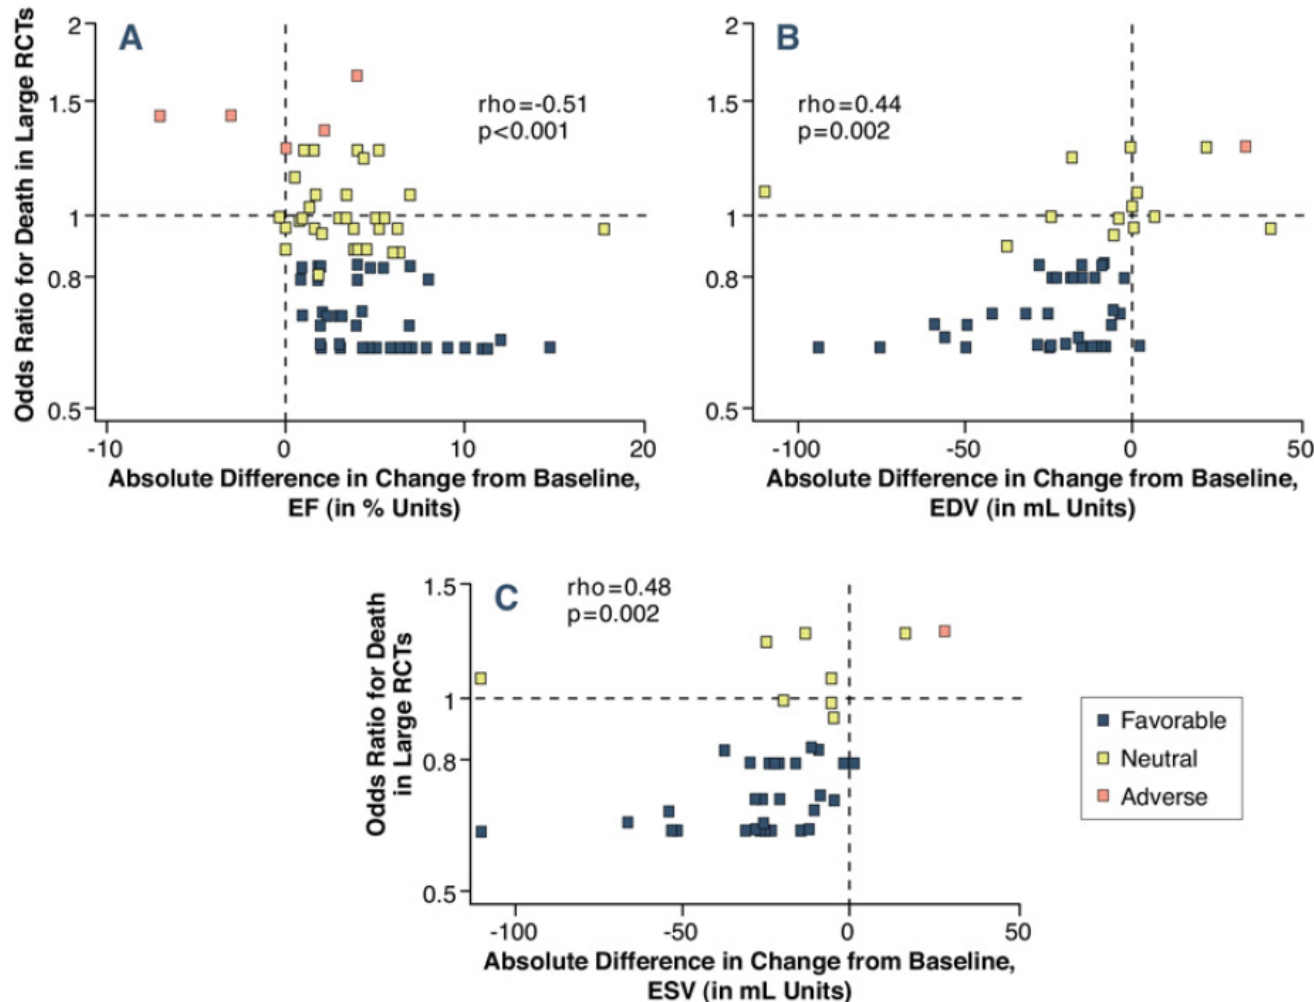 A
Odds Ratio for Death in Large RCTs
2
1.5
1
0.8
0.5
rho=-0.51
p<0.001
-10
0
10
20
Absolute Difference in Change from Baseline,
EF (in % Units)
B
2
1.5
1
0.8
0.5
rho=0.44
p=0.002
-100
-50
0
50
Absolute Difference in Change from Baseline,
EDV (in mL Units)
C
Odds Ratio for Death
in Large RCTs
1.5
1
0.8
0.5
rho=0.48
p=0.002
-100
-50
0
50
Absolute Difference in Change from Baseline,
ESV (in mL Units)
Favorable
Neutral
Adverse